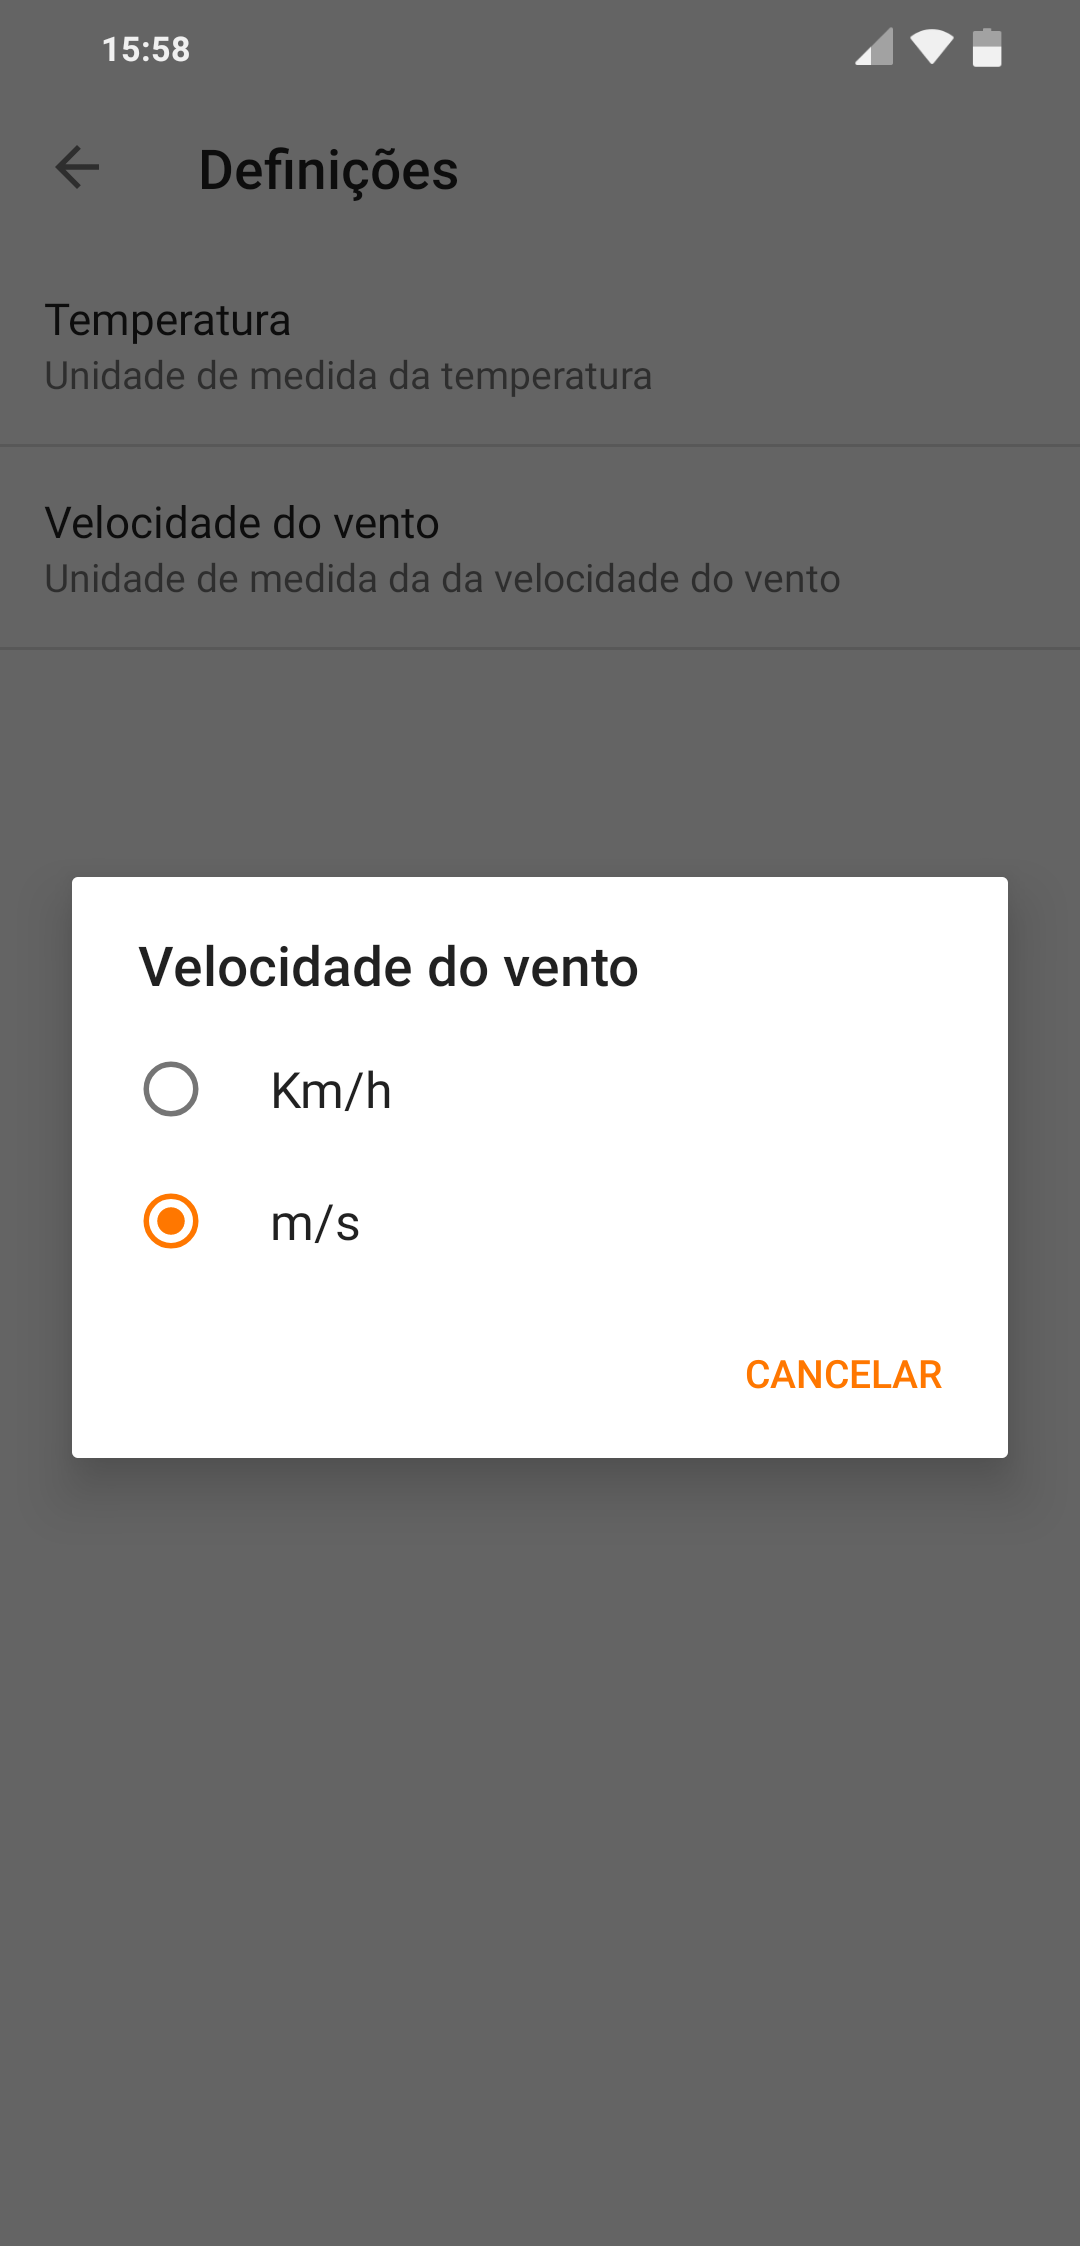 15:58
Definições
Temperatura
Unidade de medida da temperatura
Velocidade do vento
Unidade de medida da da velocidade do vento
Velocidade do vento
Km/h
m/s
CANCELAR